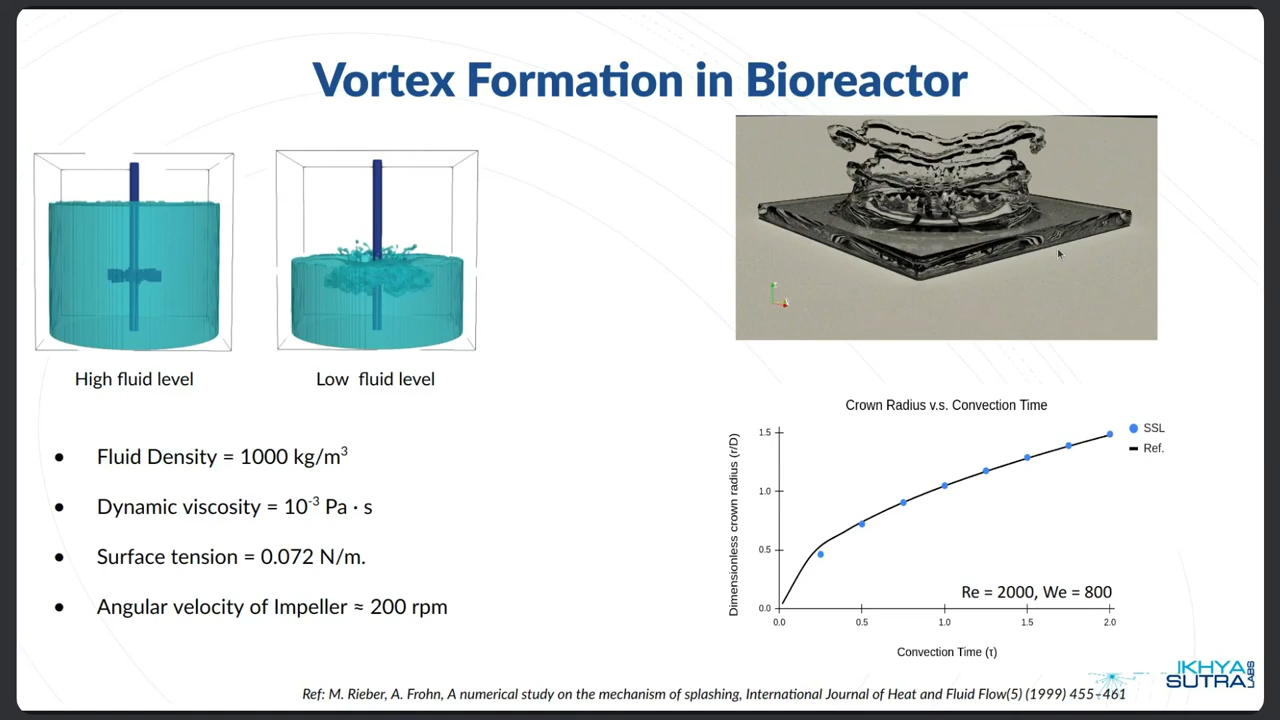 Vortex Formation in Bioreactor
High fluid level
Low fluid level
● Fluid Density = 1000 kg/m³
● Dynamic viscosity = 10⁻³ Pa · s
● Surface tension = 0.072 N/m.
● Angular velocity of Impeller ≈ 200 rpm
Crown Radius v.s. Convection Time
Dimensionless crown radius (r/D)
1.5
1.0
0.5
0.0
0.0 0.5 1.0 1.5 2.0
Convection Time (τ)
SSL
Ref.
Re = 2000, We = 800
Ref: M. Rieber, A. Frohn, A numerical study on the mechanism of splashing, International Journal of Heat and Fluid Flow(5) (1999) 455–461
IKHYA
SUTRA
LABS